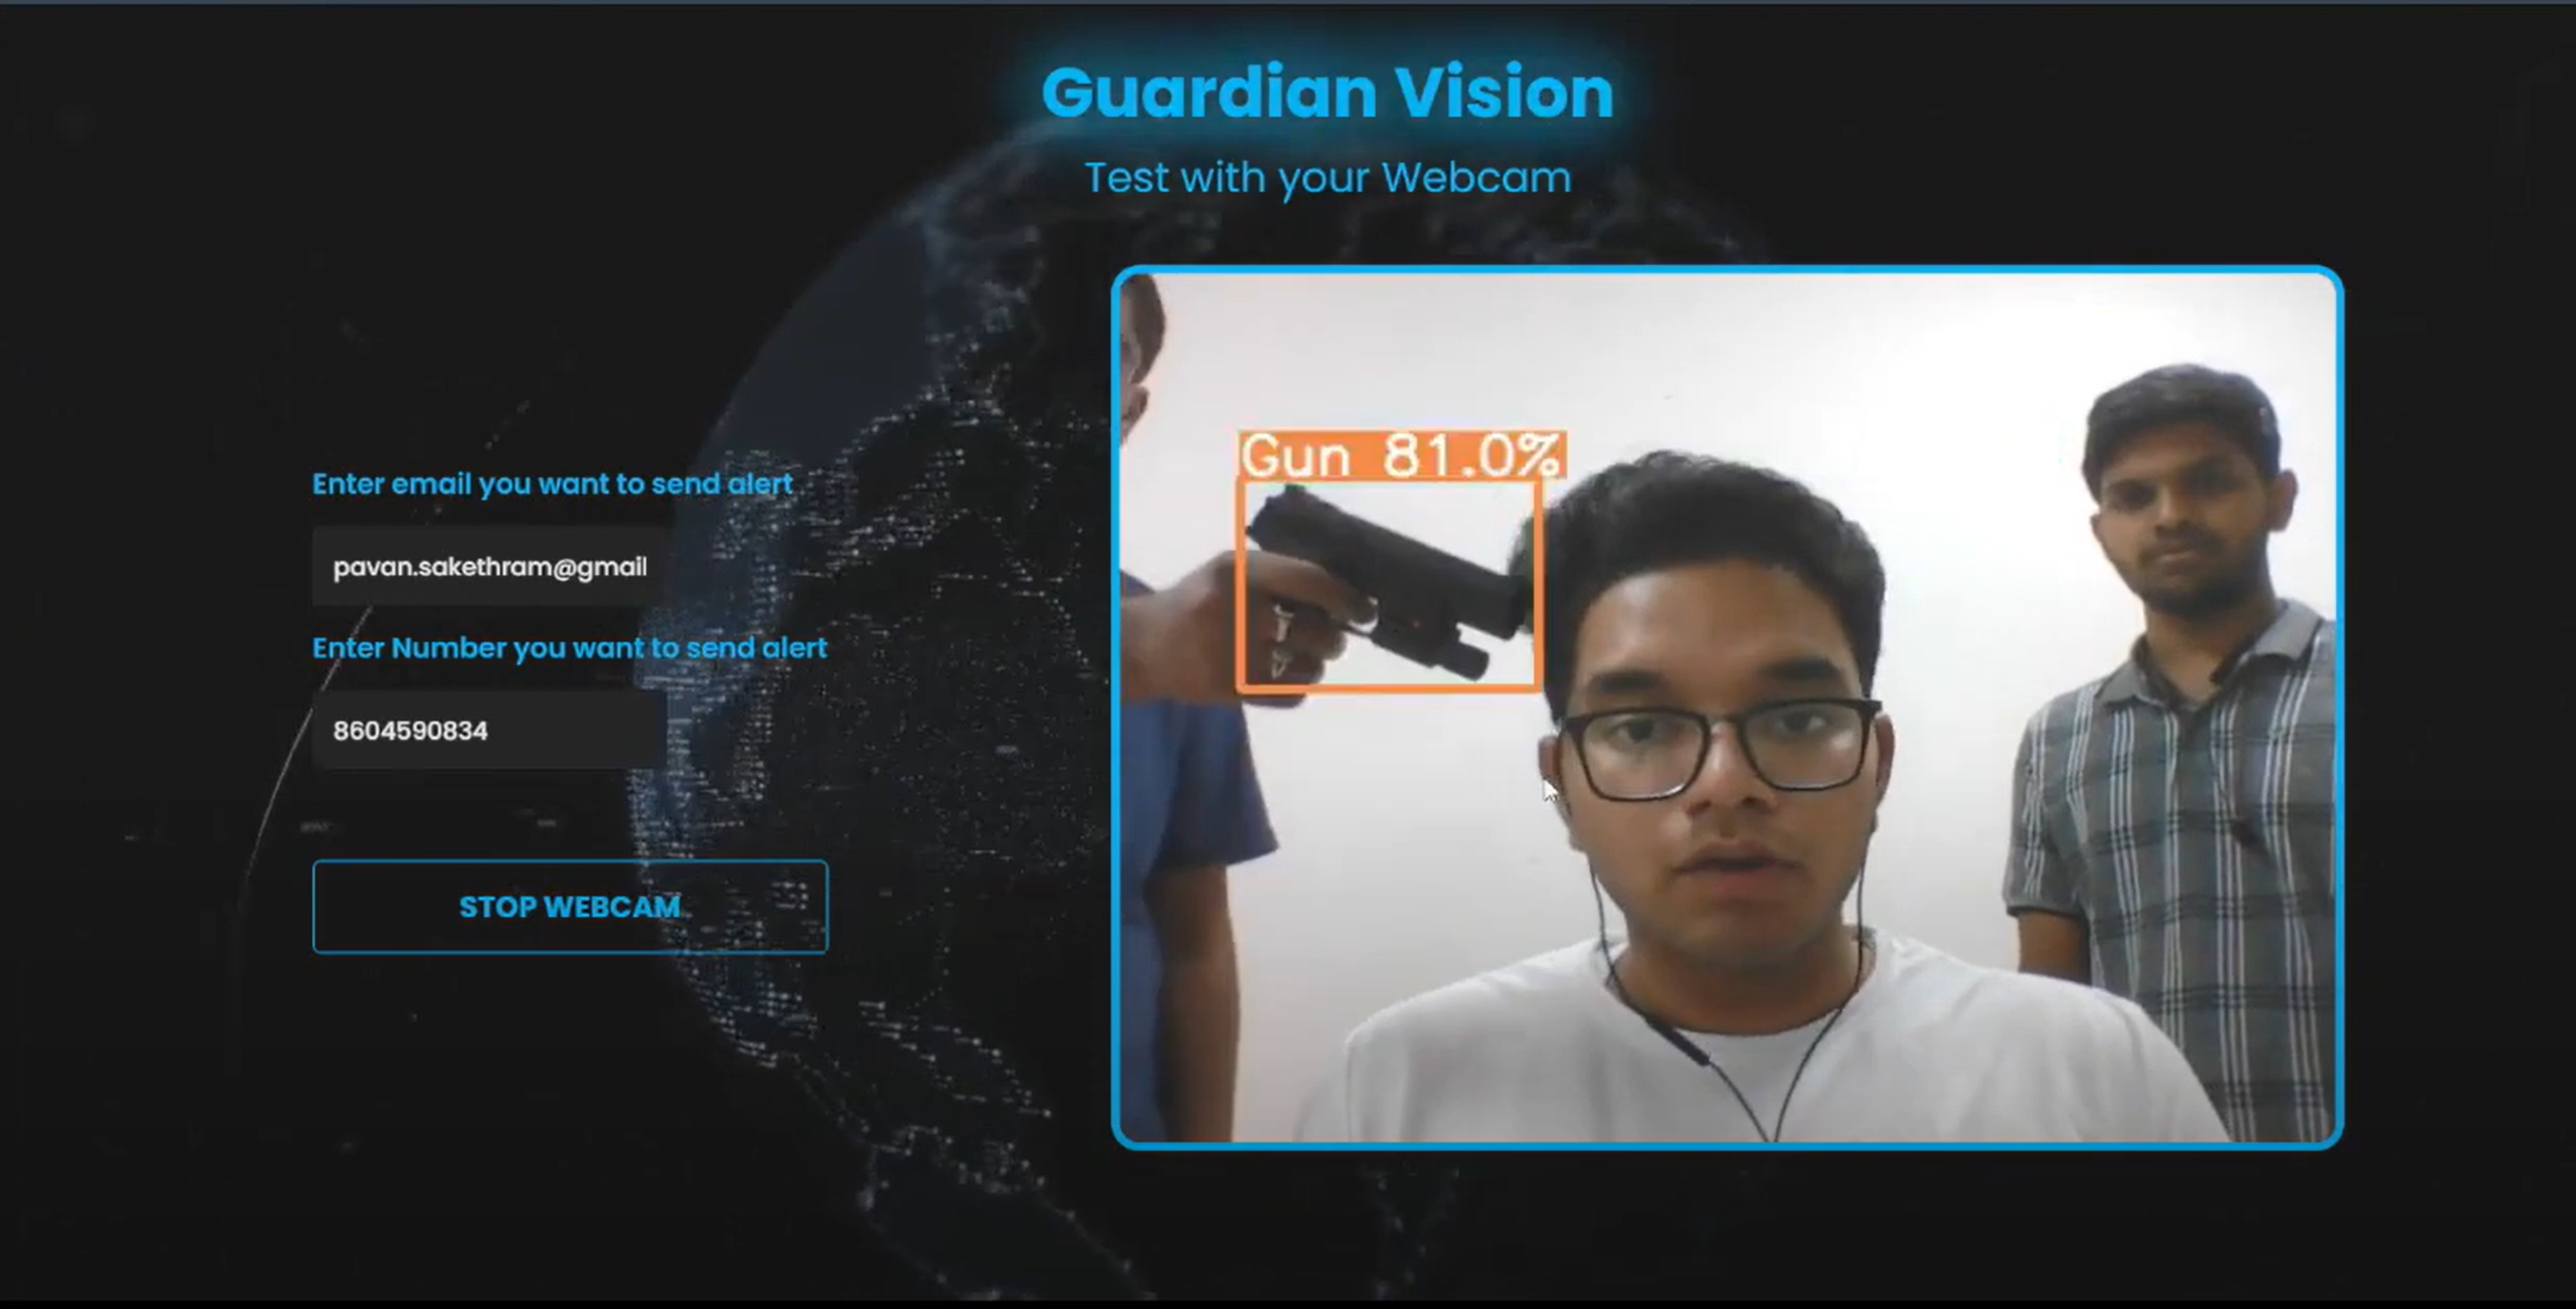 Guardian Vision
Test with your Webcam
Enter email you want to send alert
pavan.sakethram@gmail
Enter Number you want to send alert
8604590834
STOP WEBCAM
Gun 81.0%